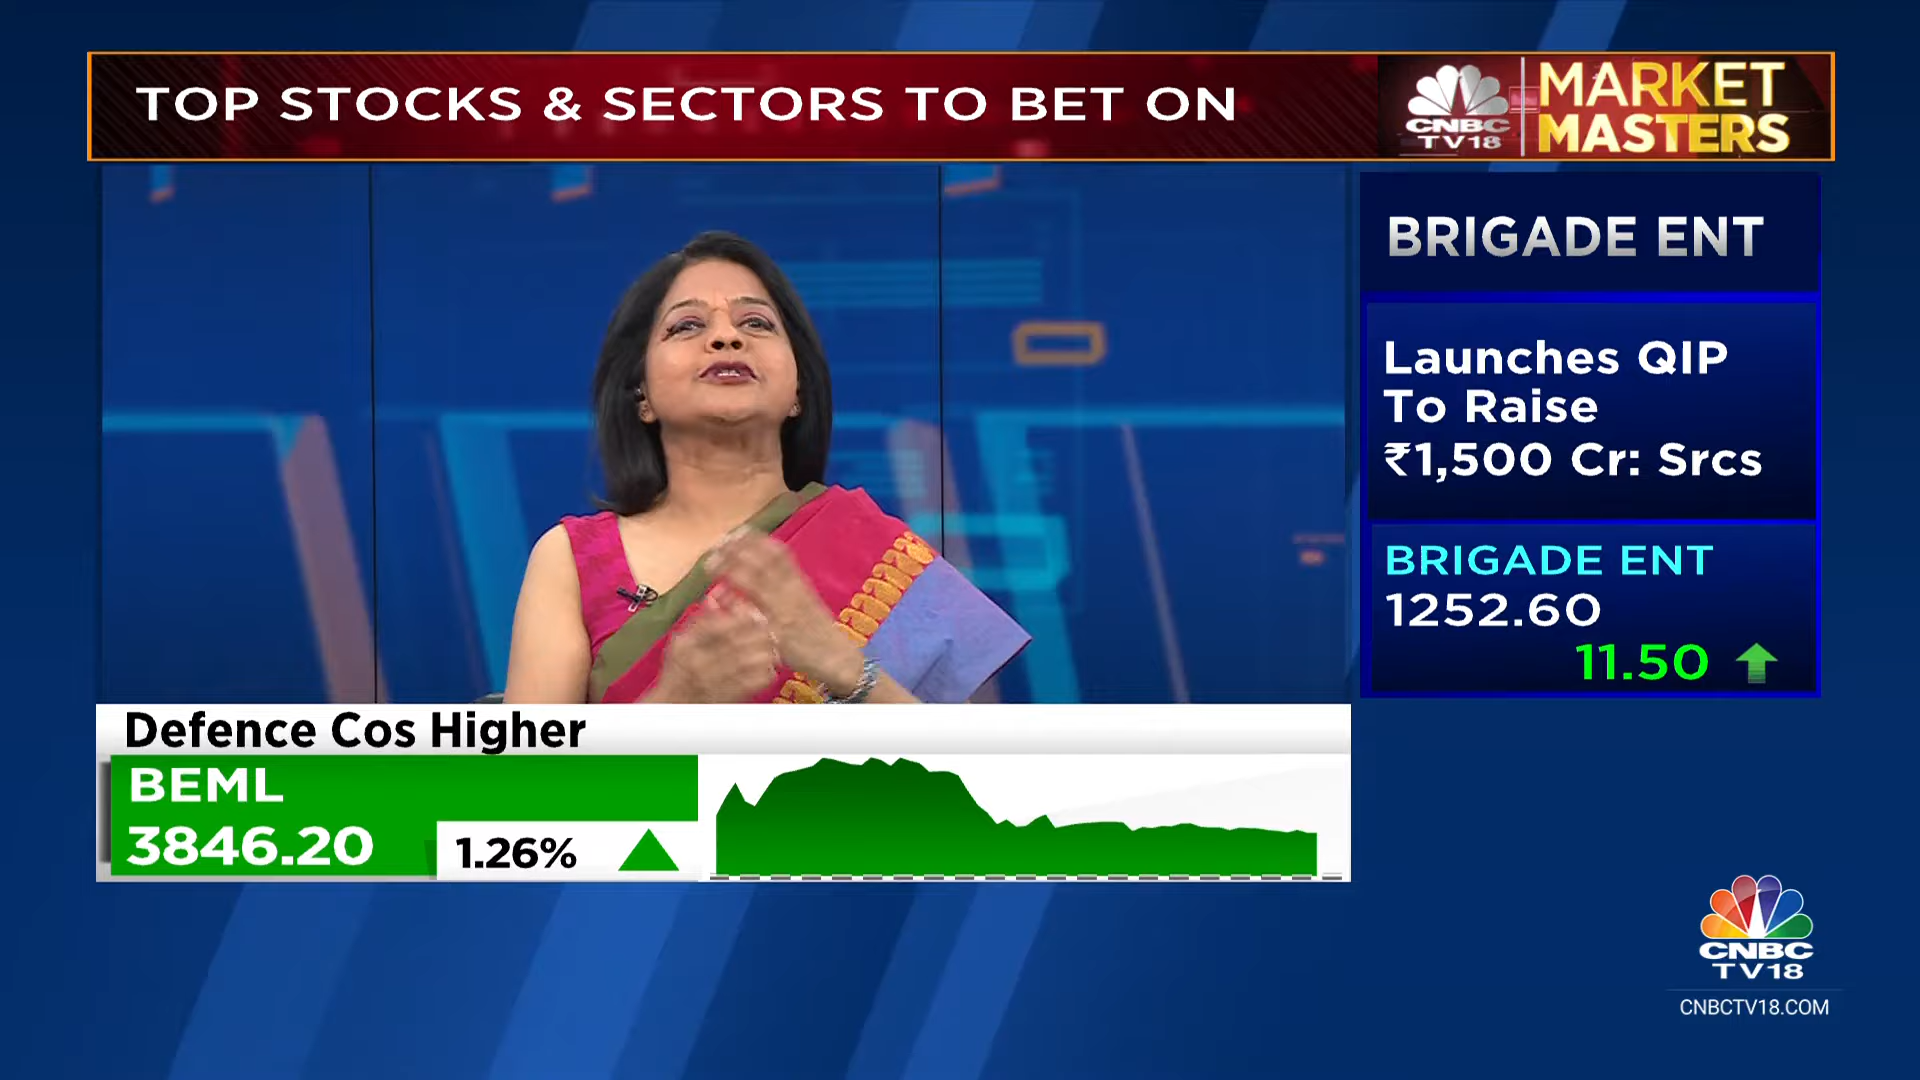 TOP STOCKS & SECTORS TO BET ON
CNBC
TV18
MARKET
MASTERS
BRIGADE ENT
Launches QIP
To Raise
₹1,500 Cr: Srcs
BRIGADE ENT
1252.60
11.50
Defence Cos Higher
BEML
3846.20
1.26%
CNBC
TV18
CNBCTV18.COM